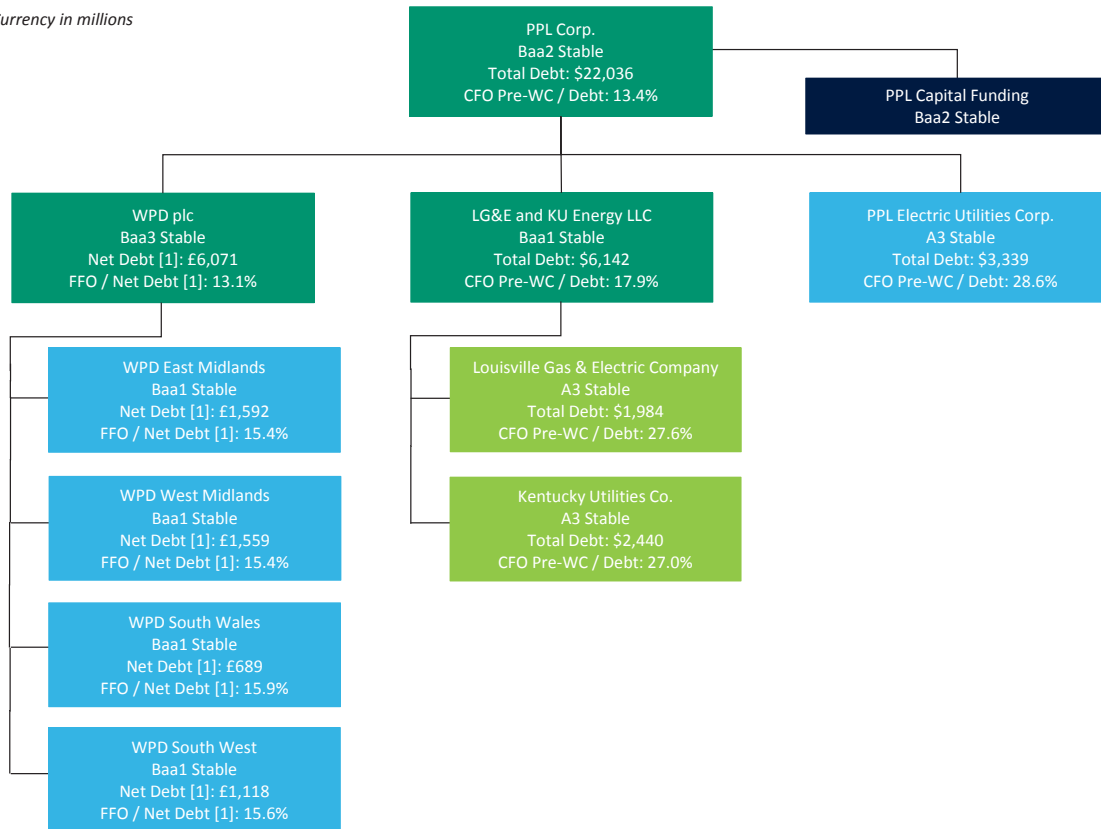 Currency in millions
PPL Corp.
Baa2 Stable
Total Debt: $22,036
CFO Pre-WC / Debt: 13.4%
PPL Capital Funding
Baa2 Stable
WPD plc
Baa3 Stable
Net Debt [1]: £6,071
FFO / Net Debt [1]: 13.1%
LG&E and KU Energy LLC
Baa1 Stable
Total Debt: $6,142
CFO Pre-WC / Debt: 17.9%
PPL Electric Utilities Corp.
A3 Stable
Total Debt: $3,339
CFO Pre-WC / Debt: 28.6%
WPD East Midlands
Baa1 Stable
Net Debt [1]: £1,592
FFO / Net Debt [1]: 15.4%
Louisville Gas & Electric Company
A3 Stable
Total Debt: $1,984
CFO Pre-WC / Debt: 27.6%
WPD West Midlands
Baa1 Stable
Net Debt [1]: £1,559
FFO / Net Debt [1]: 15.4%
Kentucky Utilities Co.
A3 Stable
Total Debt: $2,440
CFO Pre-WC / Debt: 27.0%
WPD South Wales
Baa1 Stable
Net Debt [1]: £689
FFO / Net Debt [1]: 15.9%
WPD South West
Baa1 Stable
Net Debt [1]: £1,118
FFO / Net Debt [1]: 15.6%